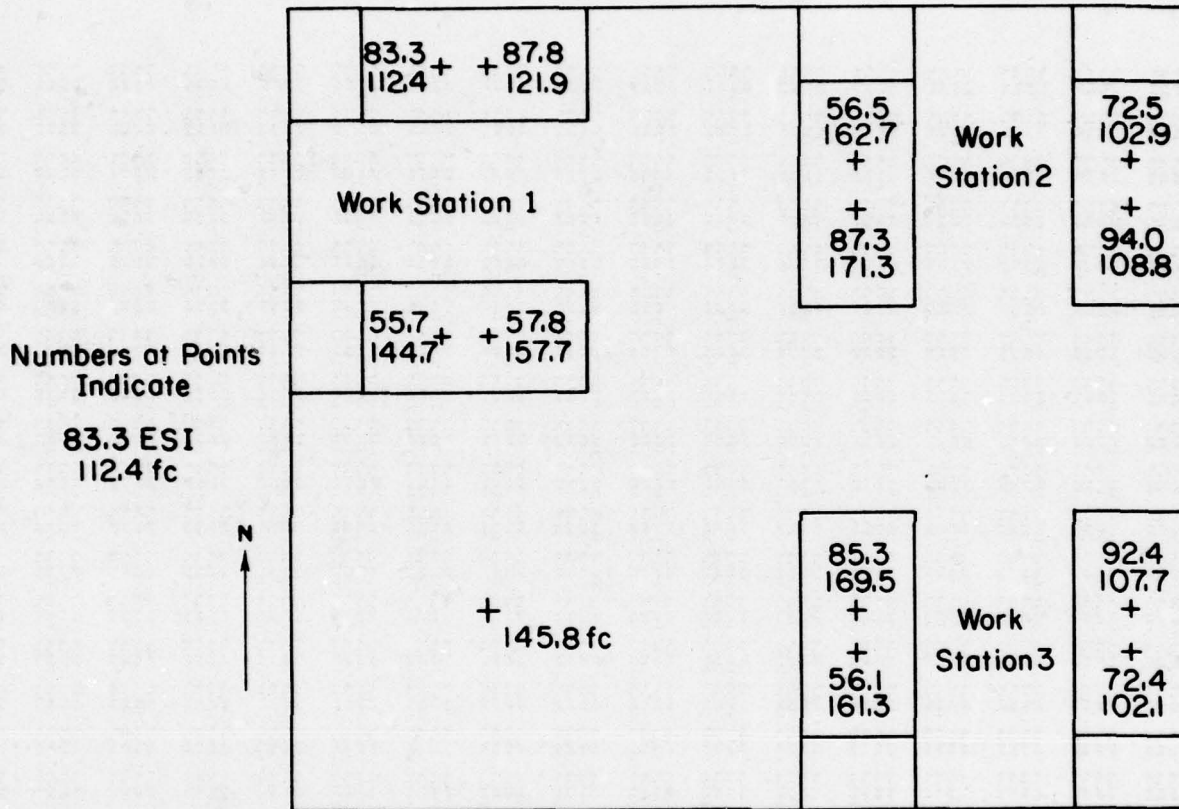 83.3 87.8
112.4 121.9
Work Station 1
55.7 57.8
144.7 157.7
Numbers at Points
Indicate
83.3 ESI
112.4 fc
N
145.8 fc
56.5
162.7
87.3
171.3
Work
Station 2
72.5
102.9
94.0
108.8
85.3
169.5
56.1
161.3
Work
Station 3
92.4
107.7
72.4
102.1